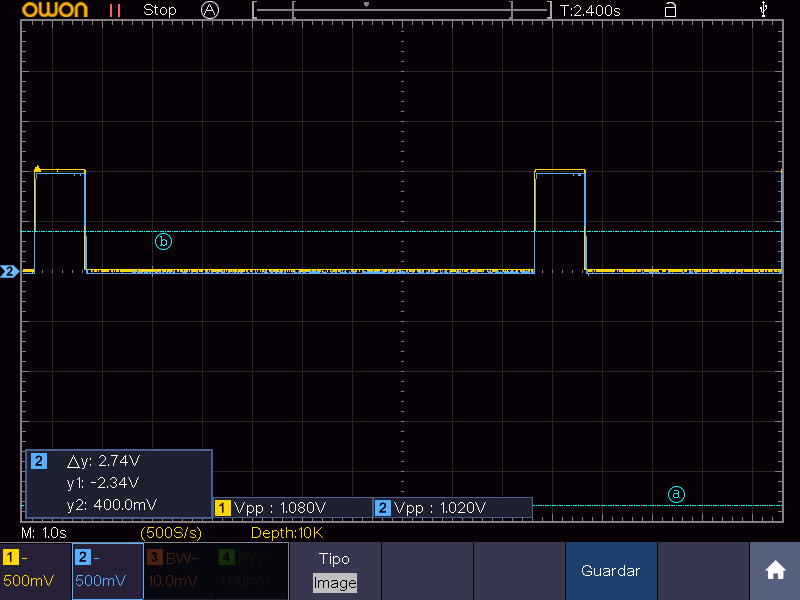 OWON Stop A T:2.400s
b
2
a
2 △y: 2.74V
y1: -2.34V
y2: 400.0mV
1 Vpp : 1.080V 2 Vpp : 1.020V
M: 1.0s (500S/s) Depth:10K
1 - 2 - 3 BW- 4 BW- Tipo
500mV 500mV 10.0mV 1.00mV Image
Guardar